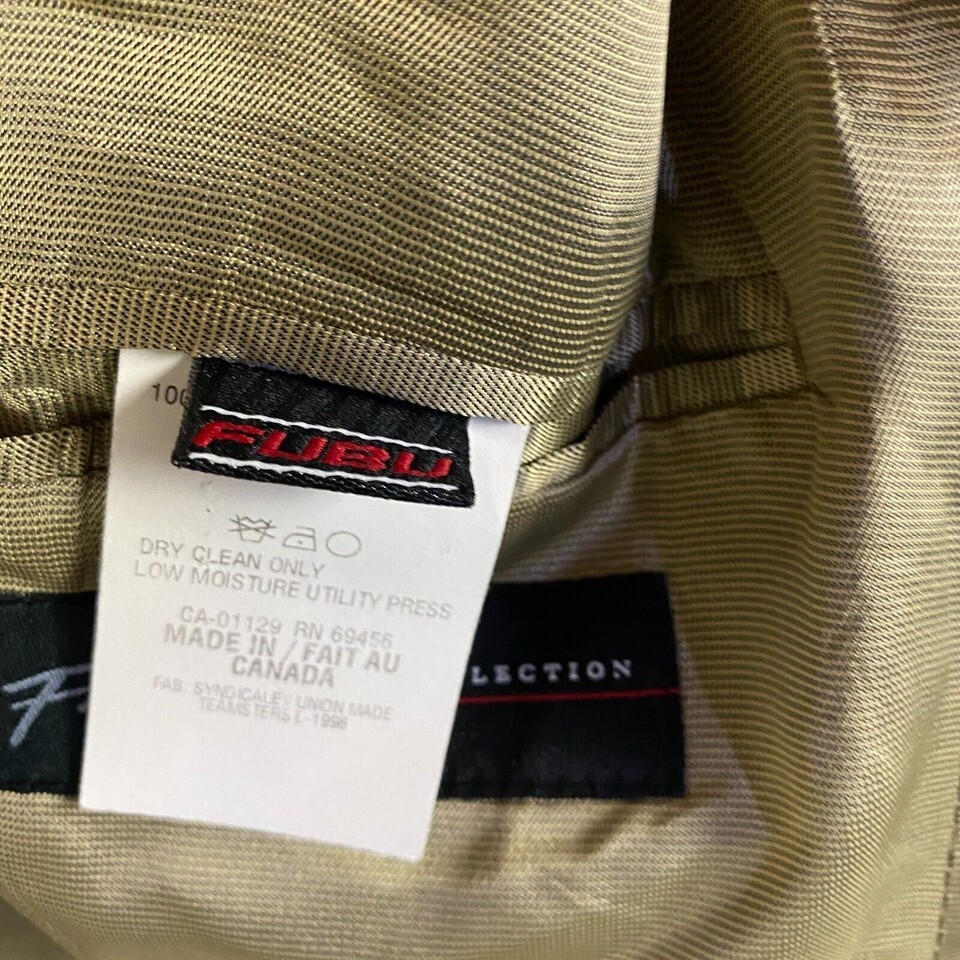 100
FUBU
DRY CLEAN ONLY
LOW MOISTURE UTILITY PRESS
CA-01129 RN 69456
MADE IN / FAIT AU
CANADA
FAB. SYNDICALE / UNION MADE
TEAMSTERS L-1998
LECTION